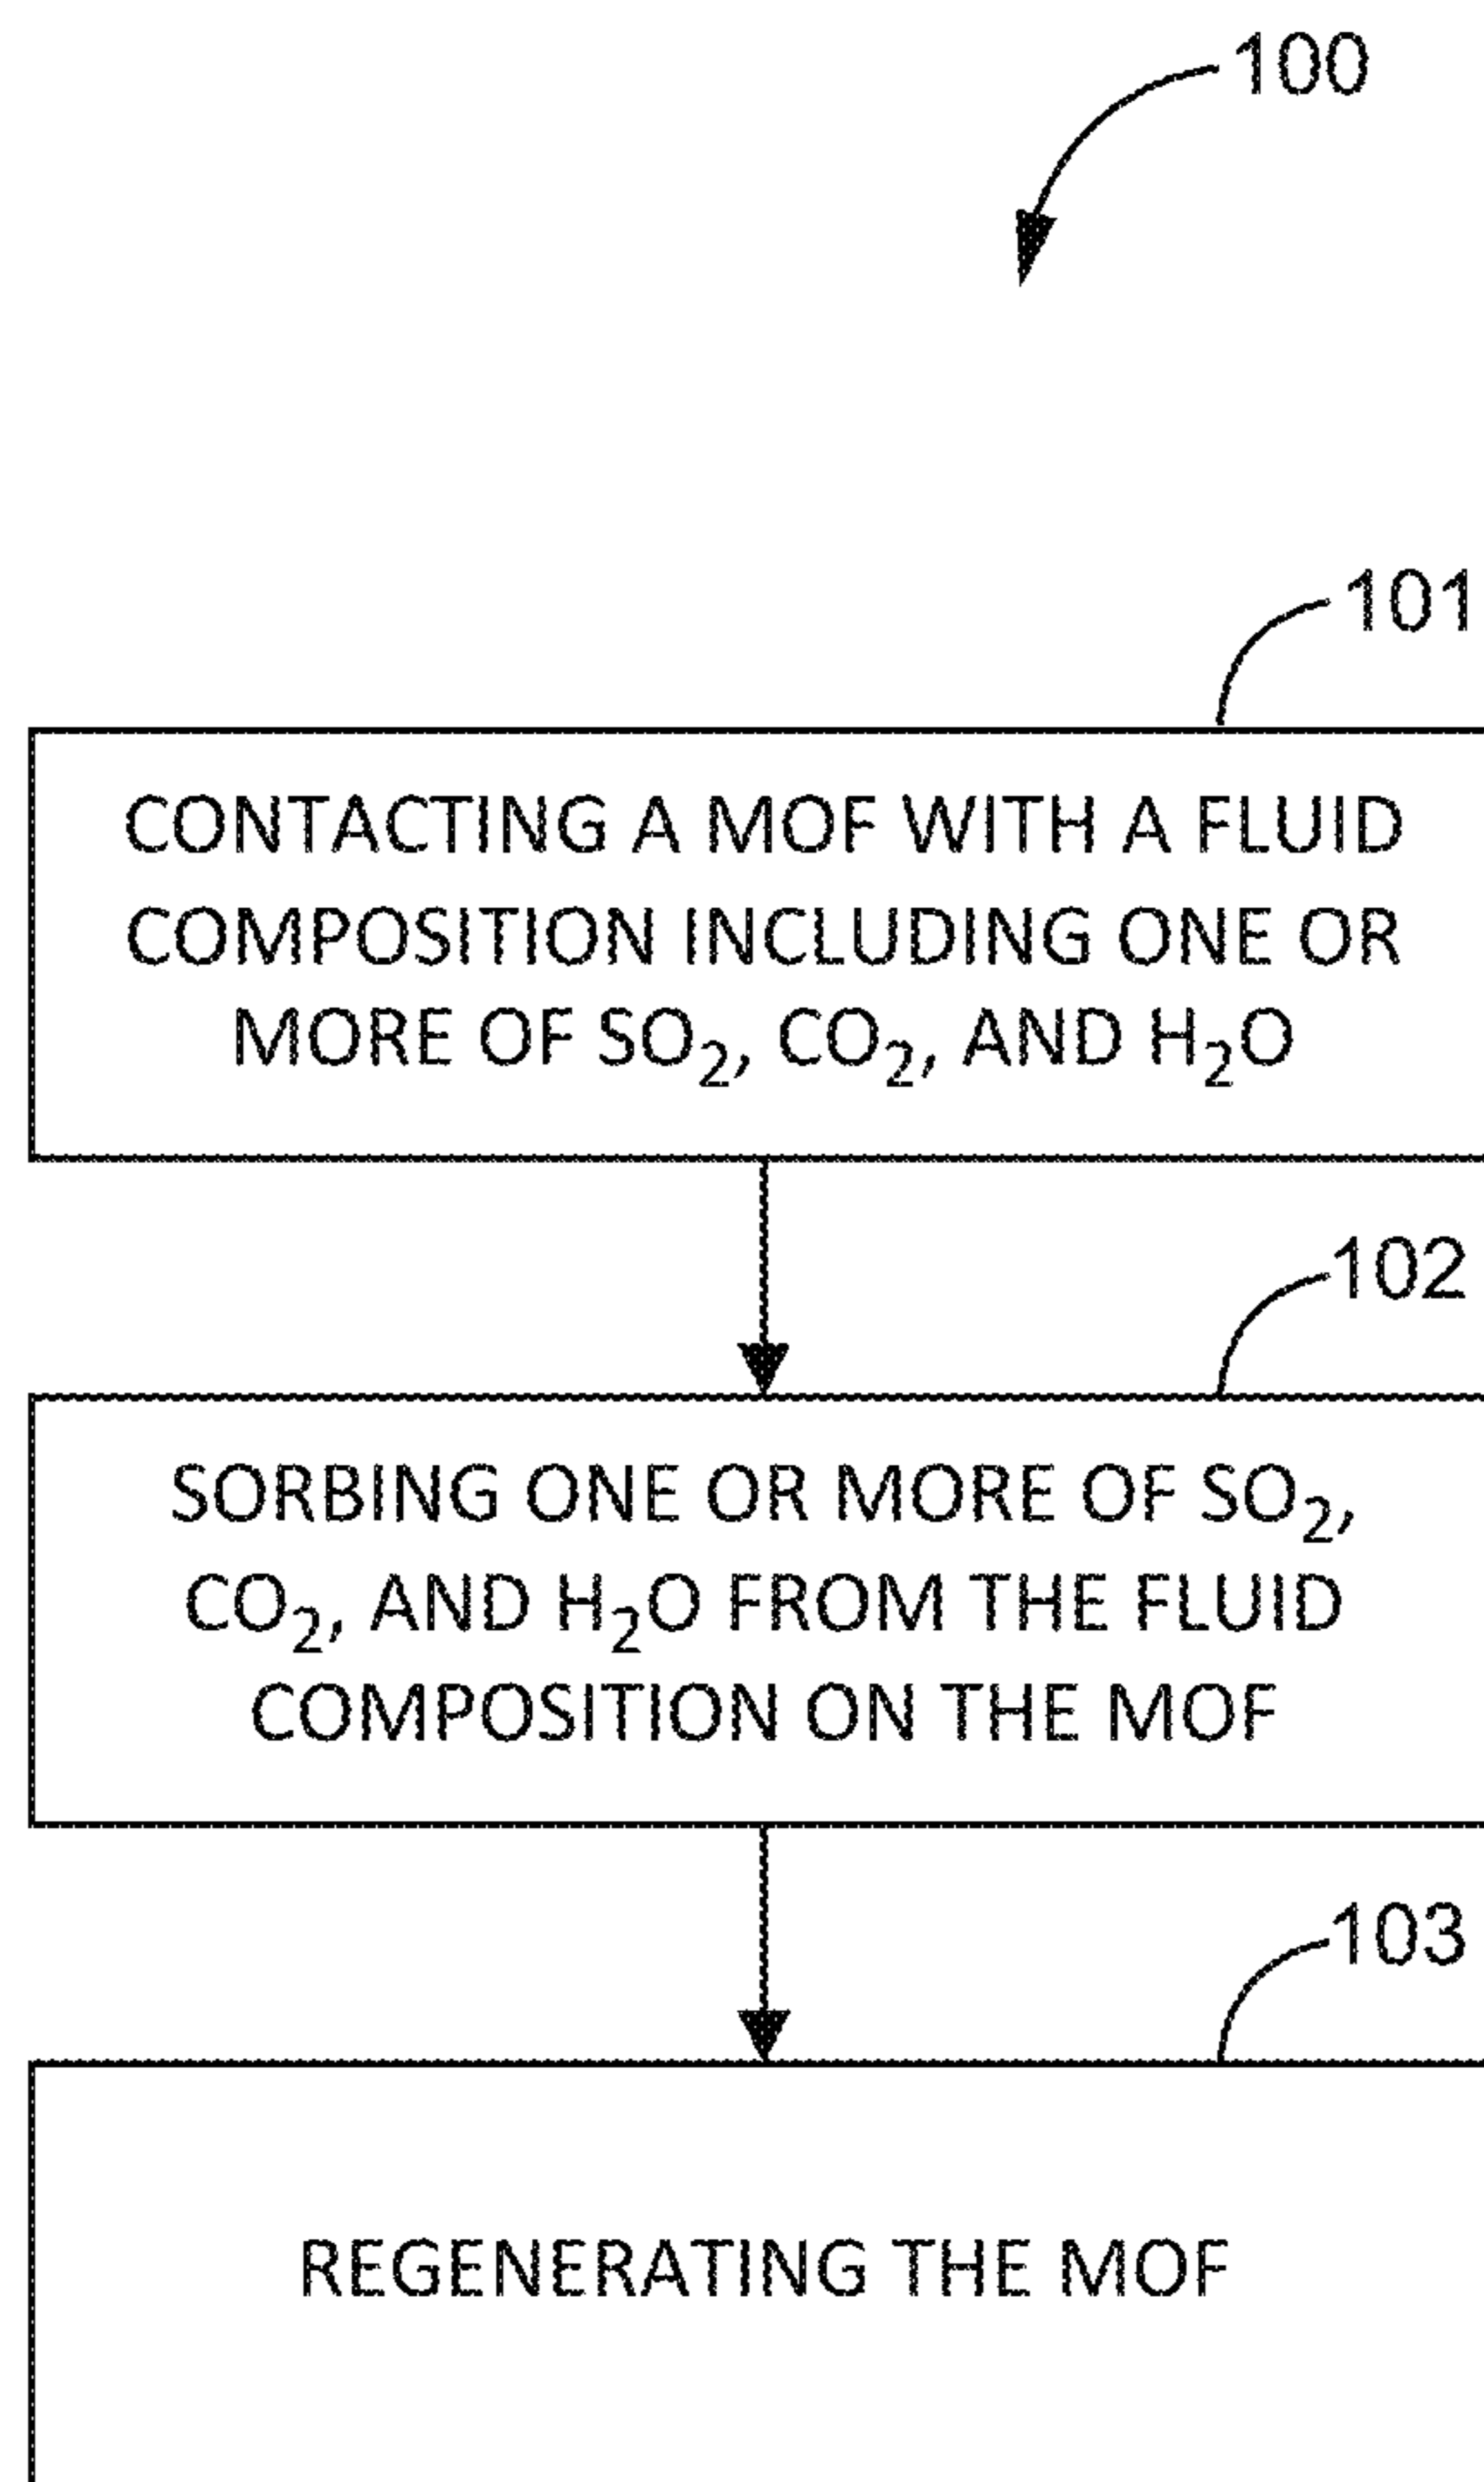 100
101
CONTACTING A MOF WITH A FLUID
COMPOSITION INCLUDING ONE OR
MORE OF SO₂, CO₂, AND H₂O
102
SORBING ONE OR MORE OF SO₂,
CO₂, AND H₂O FROM THE FLUID
COMPOSITION ON THE MOF
103
REGENERATING THE MOF